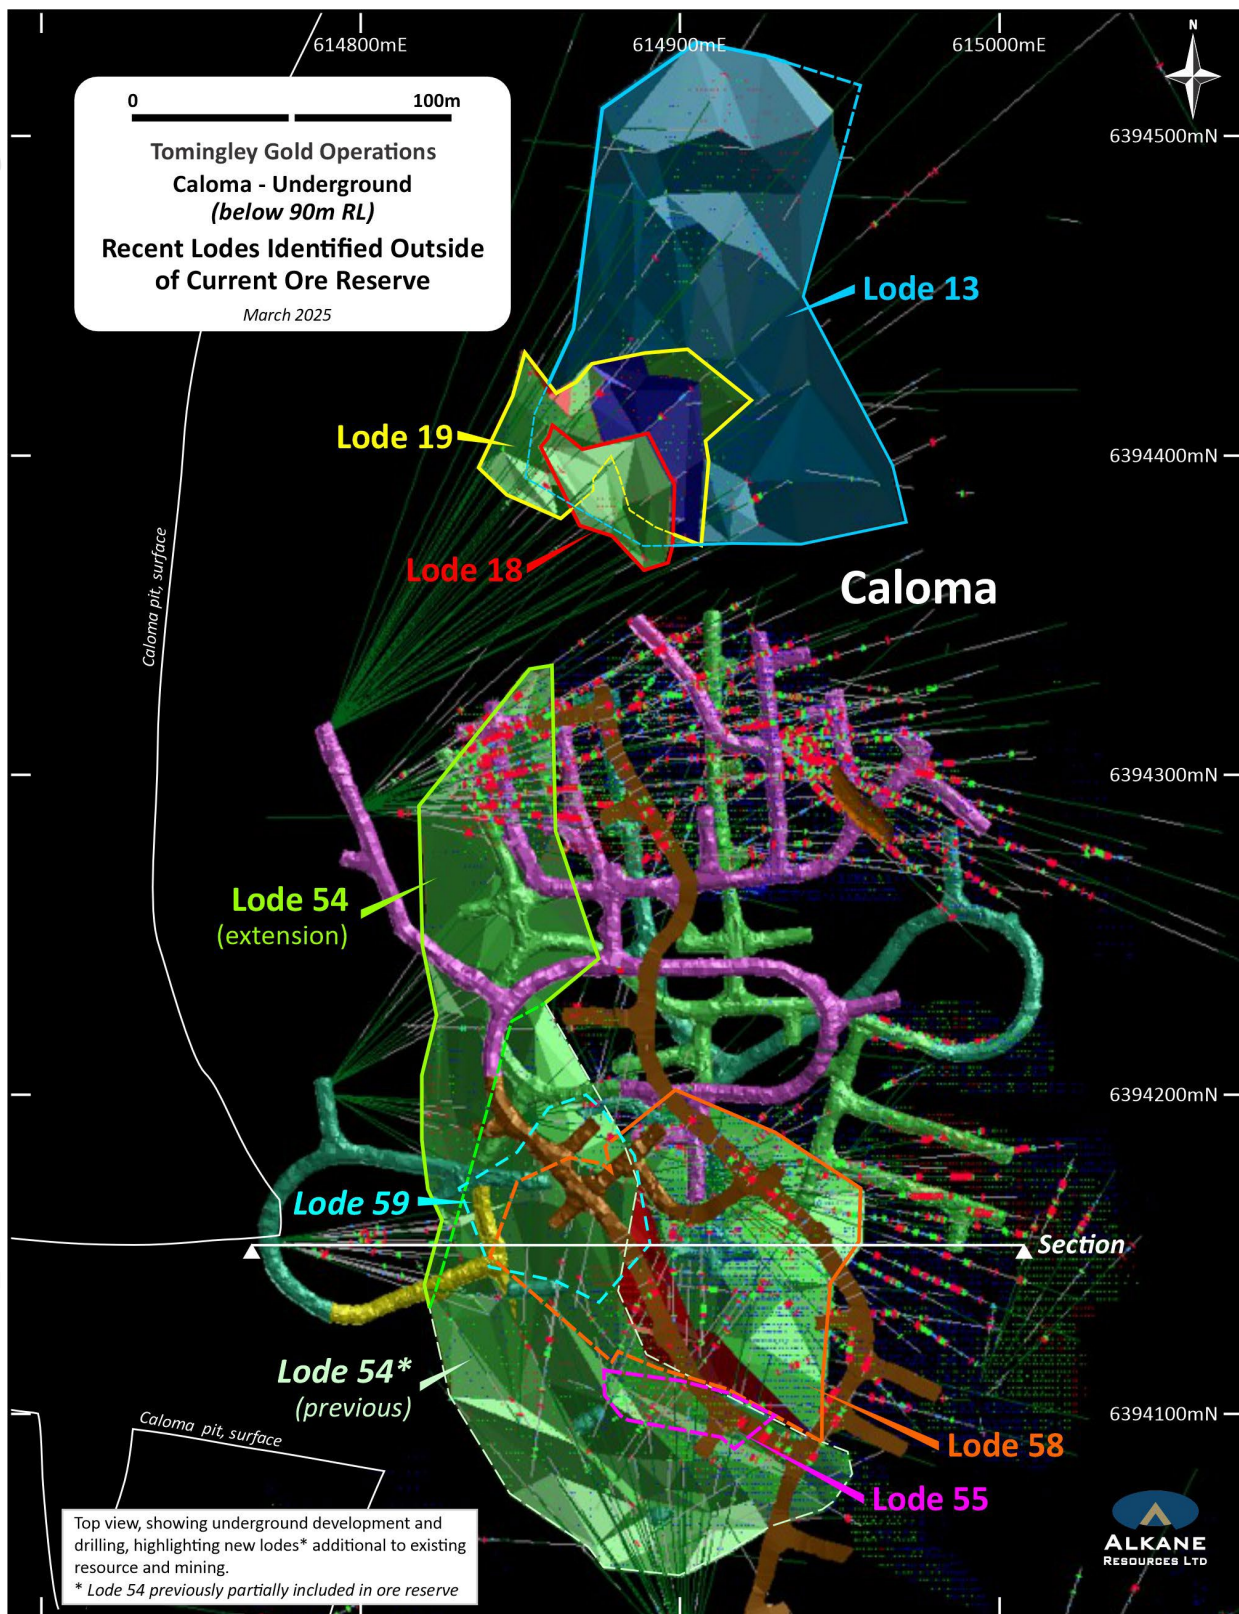 614800mE
614900mE
615000mE
N
0
100m
Tomingley Gold Operations
Caloma - Underground
(below 90m RL)
Recent Lodes Identified Outside
of Current Ore Reserve
March 2025
6394500mN
Lode 13
Lode 19
6394400mN
Lode 18
Caloma
Caloma pit, surface
6394300mN
Lode 54
(extension)
6394200mN
Lode 59
Section
Lode 54*
(previous)
6394100mN
Caloma pit, surface
Lode 58
Lode 55
Top view, showing underground development and
drilling, highlighting new lodes* additional to existing
resource and mining.
* Lode 54 previously partially included in ore reserve
ALKANE
RESOURCES LTD